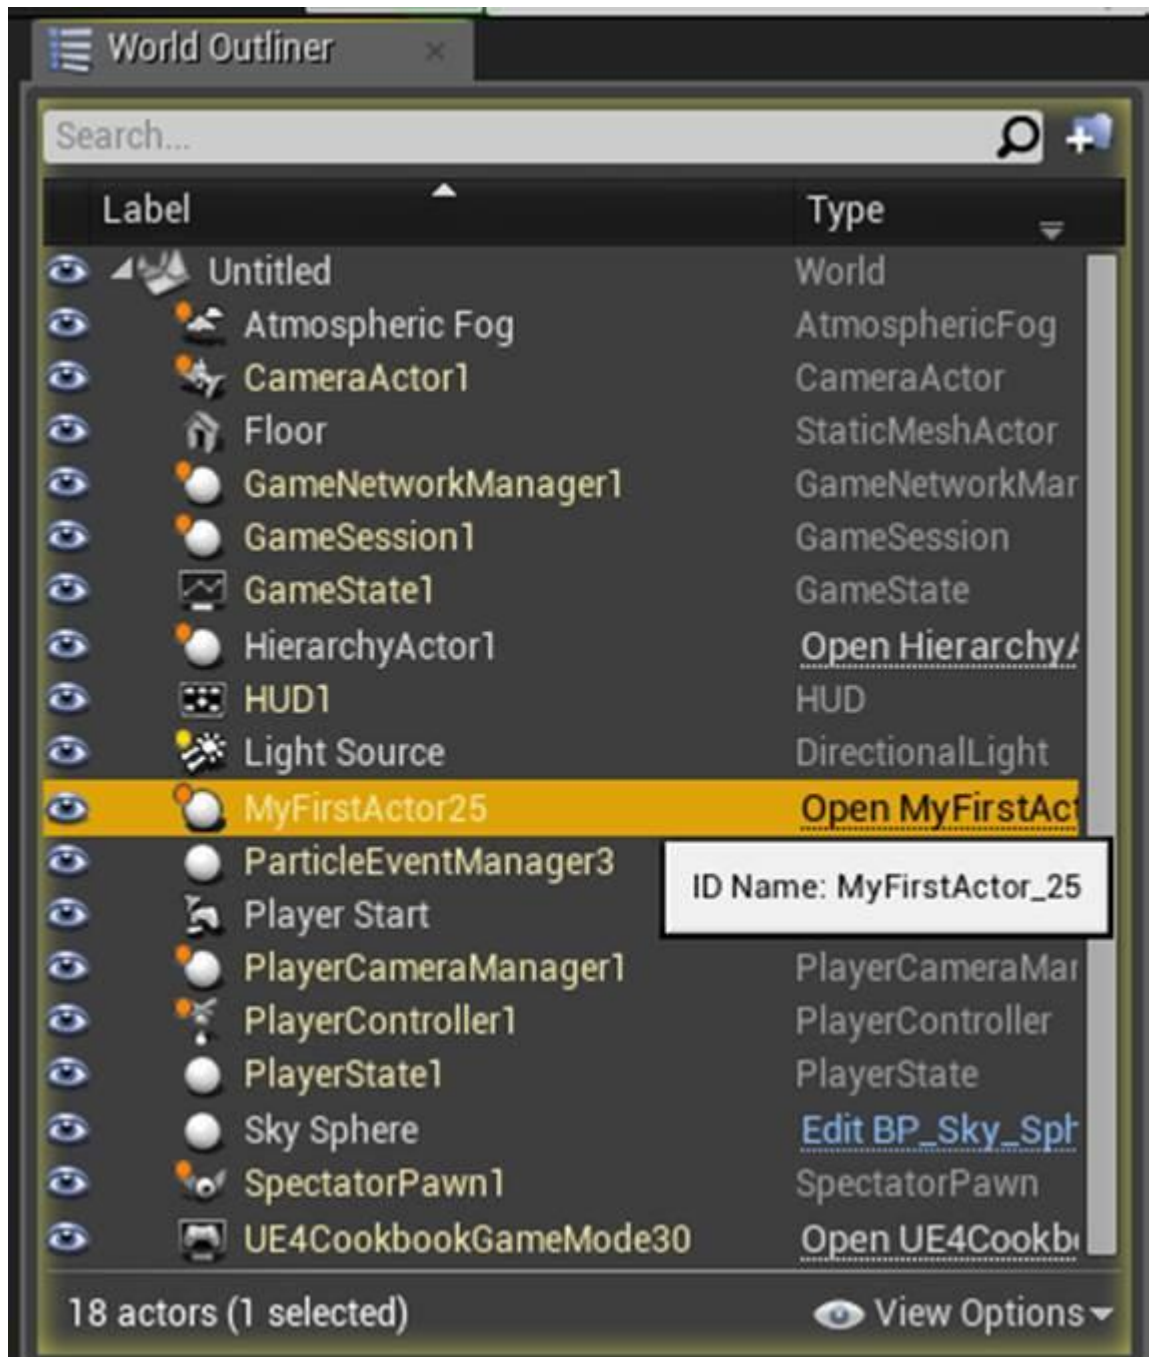 World Outliner
Search...
Label Type
Untitled World
Atmospheric Fog AtmosphericFog
CameraActor1 CameraActor
Floor StaticMeshActor
GameNetworkManager1 GameNetworkMar
GameSession1 GameSession
GameState1 GameState
HierarchyActor1 Open HierarchyA
HUD1 HUD
Light Source DirectionalLight
MyFirstActor25 Open MyFirstAct
ParticleEventManager3
ID Name: MyFirstActor_25
Player Start
PlayerCameraManager1 PlayerCameraMar
PlayerController1 PlayerController
PlayerState1 PlayerState
Sky Sphere Edit BP_Sky_Sph
SpectatorPawn1 SpectatorPawn
UE4CookbookGameMode30 Open UE4Cookb
18 actors (1 selected) View Options